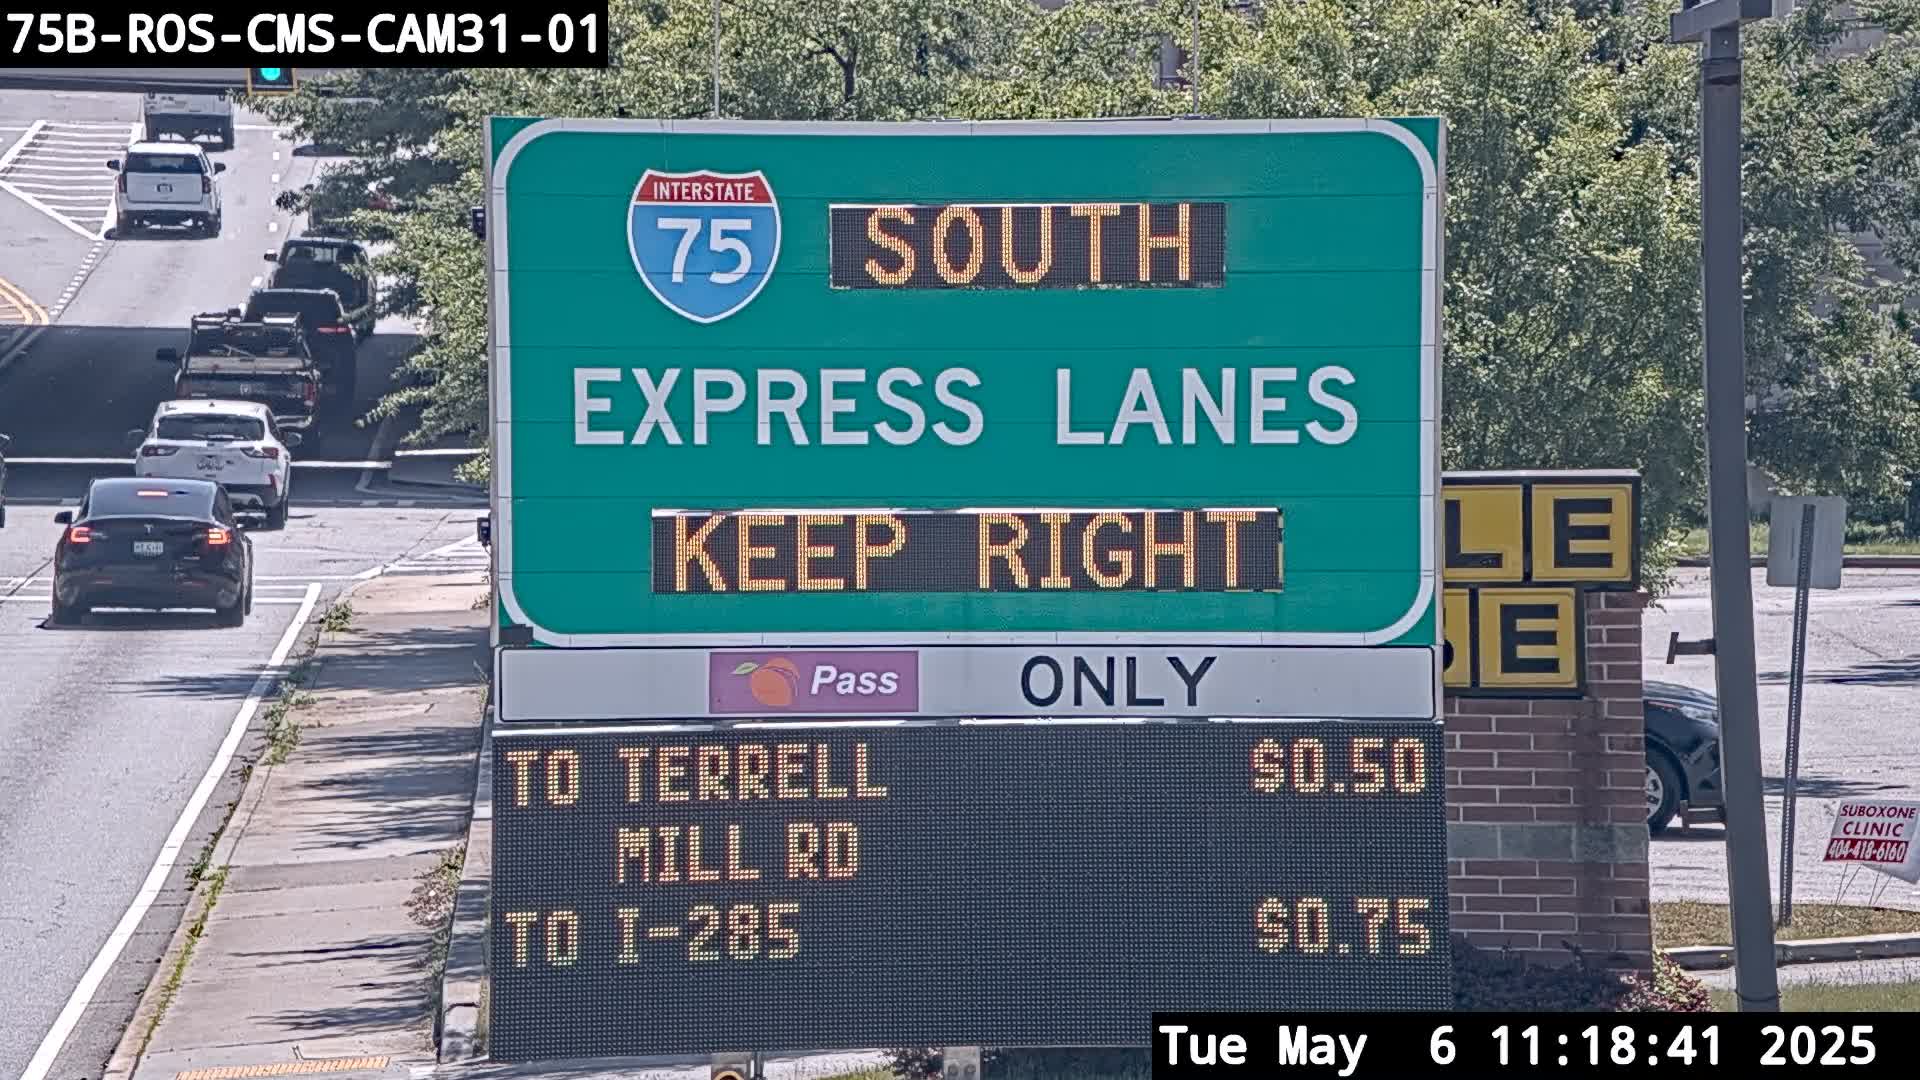 75B-ROS-CMS-CAM31-01
INTERSTATE
75
SOUTH
EXPRESS LANES
KEEP RIGHT
Pass ONLY
TO TERRELL $0.50
MILL RD
TO I-285 $0.75
LE
E
SUBOXONE
CLINIC
404-418-6160
Tue May 6 11:18:41 2025